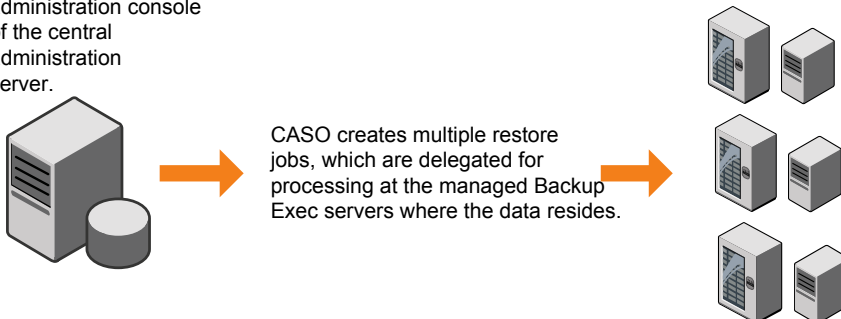 dministration console
f the central
dministration
erver.
CASO creates multiple restore
jobs, which are delegated for
processing at the managed Backup
Exec servers where the data resides.